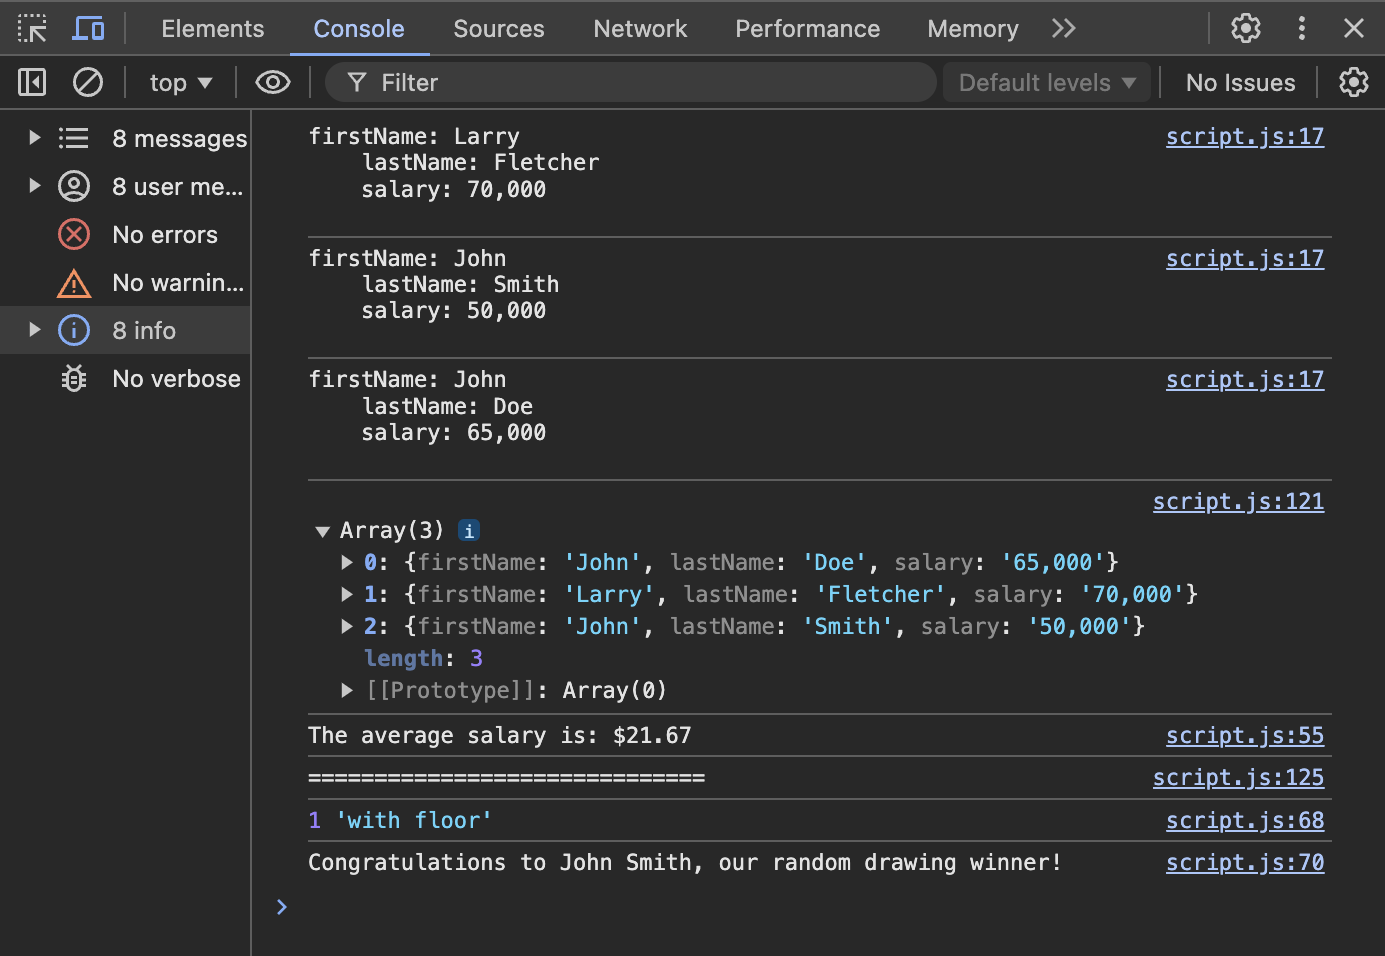 Elements Console Sources Network Performance Memory
top Filter Default levels No Issues
8 messages
8 user me...
No errors
No warnin...
8 info
No verbose
firstName: Larry script.js:17
lastName: Fletcher
salary: 70,000
firstName: John script.js:17
lastName: Smith
salary: 50,000
firstName: John script.js:17
lastName: Doe
salary: 65,000
script.js:121
Array(3) i
0: {firstName: 'John', lastName: 'Doe', salary: '65,000'}
1: {firstName: 'Larry', lastName: 'Fletcher', salary: '70,000'}
2: {firstName: 'John', lastName: 'Smith', salary: '50,000'}
length: 3
[[Prototype]]: Array(0)
The average salary is: $21.67 script.js:55
============================== script.js:125
1 'with floor' script.js:68
Congratulations to John Smith, our random drawing winner! script.js:70